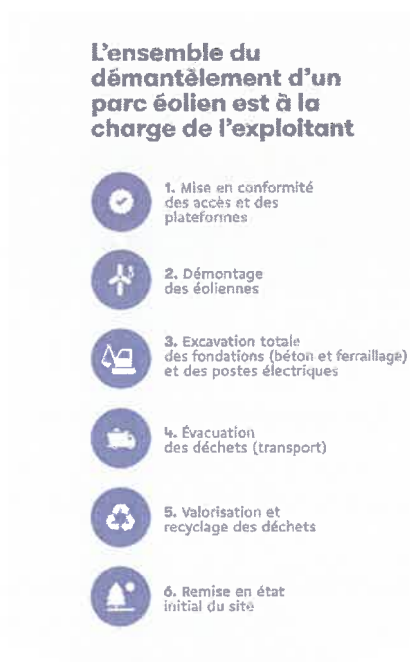 L'ensemble du
démantèlement d'un
parc éolien est à la
charge de l'exploitant
1. Mise en conformité
des accès et des
plateformes
2. Démontage
des éoliennes
3. Excavation totale
des fondations (béton et ferraillage)
et des postes électriques
4. Évacuation
des déchets (transport)
5. Valorisation et
recyclage des déchets
6. Remise en état
initial du site